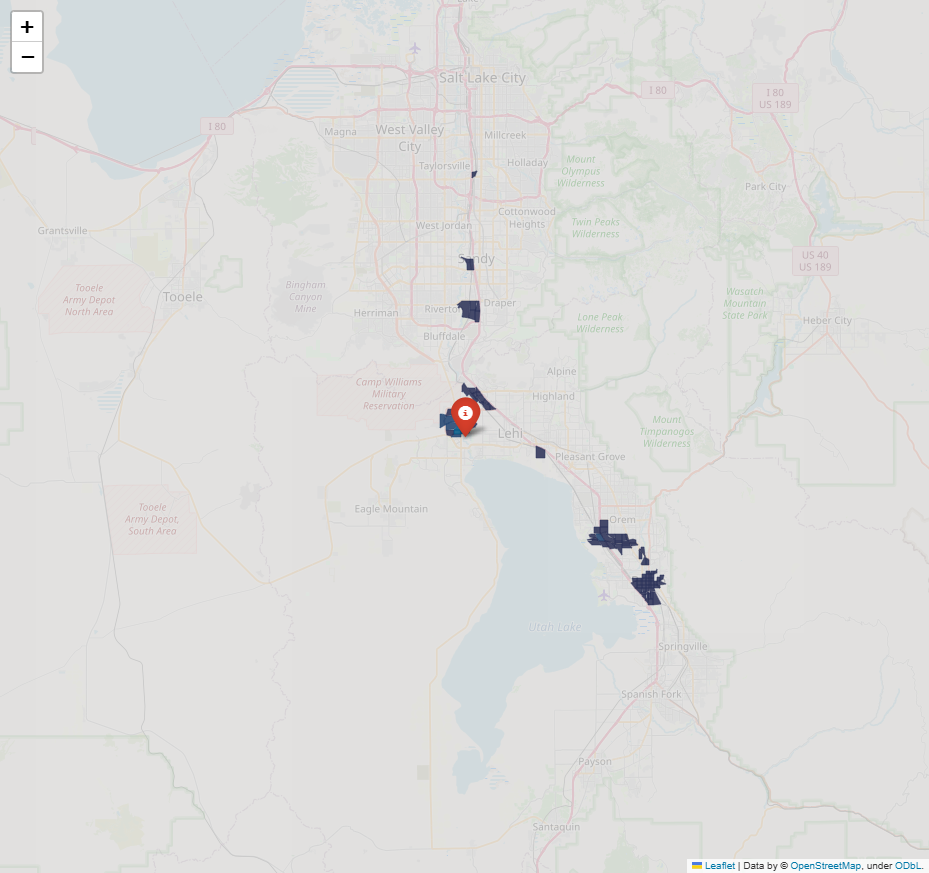 +
−
Lake
Salt Lake City
I 80
I 80
US 189
I 80
Magna
West Valley
City
Millcreek
Taylorsville
Holladay
Mount
Olympus
Wilderness
Park City
Cottonwood
Heights
Grantsville
West Jordan
Twin Peaks
Wilderness
Sandy
US 40
US 189
Tooele
Army Depot
North Area
Tooele
Bingham
Canyon
Mine
Herriman
Draper
Bluffdale
Lone Peak
Wilderness
Wasatch
Mountain
State Park
Heber City
Camp Williams
Military
Reservation
Alpine
Highland
Lehi
Mount
Timpanogos
Wilderness
Pleasant Grove
Tooele
Army Depot,
South Area
Eagle Mountain
Orem
Utah Lake
Springville
Spanish Fork
Payson
Santaquin
Leaflet | Data by © OpenStreetMap, under ODbL.